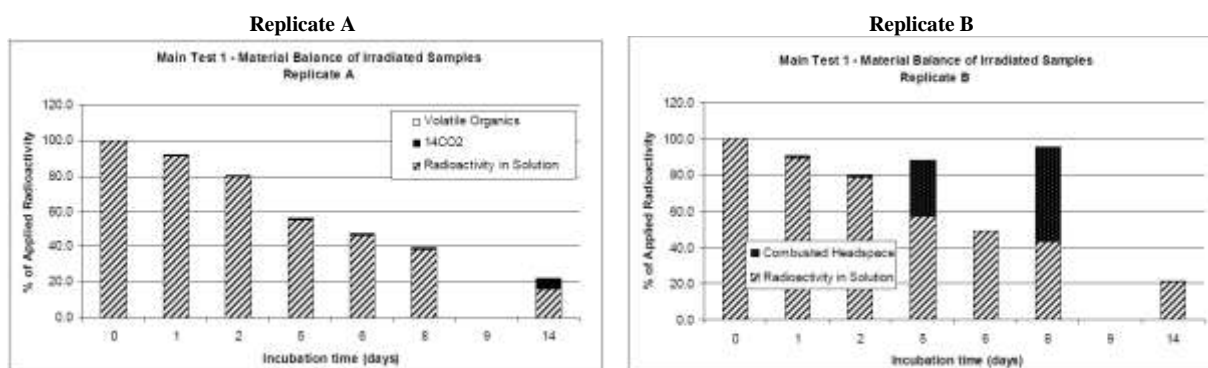 Replicate A
Main Test 1 - Material Balance of Irradiated Samples
Replicate A
% of Applied Radioactivity
120.0
100.0
80.0
60.0
40.0
20.0
0.0
Volatile Organics
14CO2
Radioactivity in Solution
0 1 2 5 6 8 9 14
Incubation time (days)
Replicate B
Main Test 1 - Material Balance of Irradiated Samples
Replicate B
% of Applied Radioactivity
120.0
100.0
80.0
60.0
40.0
20.0
0.0
Combusted Headspace
Radioactivity in Solution
0 1 2 5 6 8 9 14
Incubation time (days)